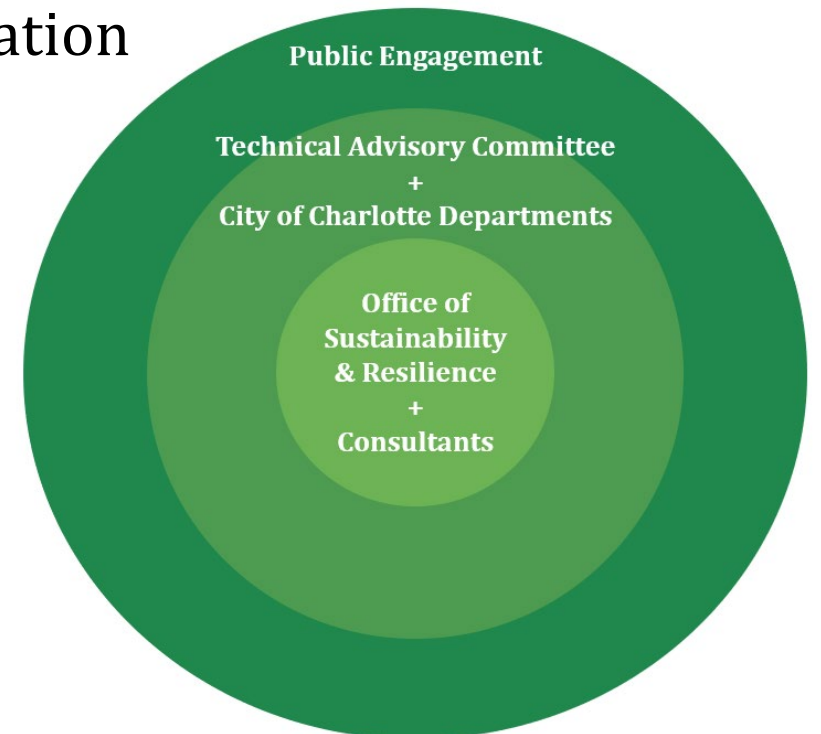 ation
Public Engagement
Technical Advisory Committee
+
City of Charlotte Departments
Office of
Sustainability
& Resilience
+
Consultants